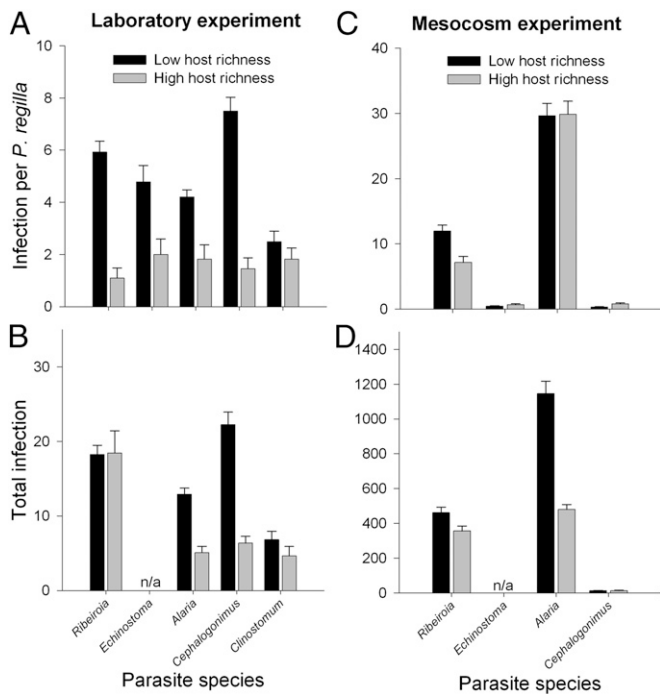 A
Laboratory experiment
Low host richness
High host richness
Infection per P. regilla
8
6
4
2
0
C
Mesocosm experiment
Low host richness
High host richness
40
30
20
10
0
B
Total infection
30
20
10
0
n/a
Ribeiroia
Echinostoma
Alaria
Cephalogonimus
Clinostomum
Parasite species
D
1400
1200
1000
800
600
400
200
0
n/a
Ribeiroia
Echinostoma
Alaria
Cephalogonimus
Parasite species